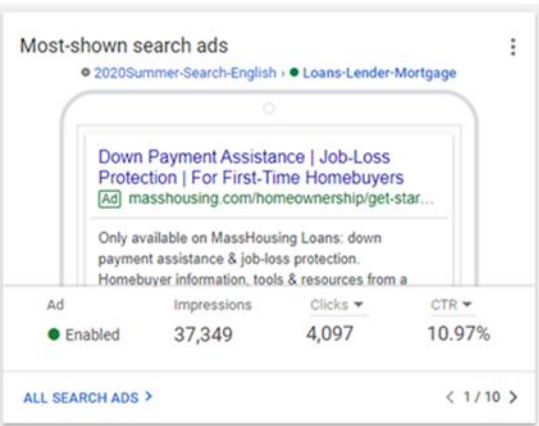 Most-shown search ads
2020Summer-Search-English › Loans-Lender-Mortgage
Down Payment Assistance | Job-Loss
Protection | For First-Time Homebuyers
Ad masshousing.com/homeownership/get-star...
Only available on MassHousing Loans: down
payment assistance & job-loss protection.
Homebuyer information, tools & resources from a
Ad Impressions Clicks CTR
Enabled 37,349 4,097 10.97%
ALL SEARCH ADS > < 1 / 10 >